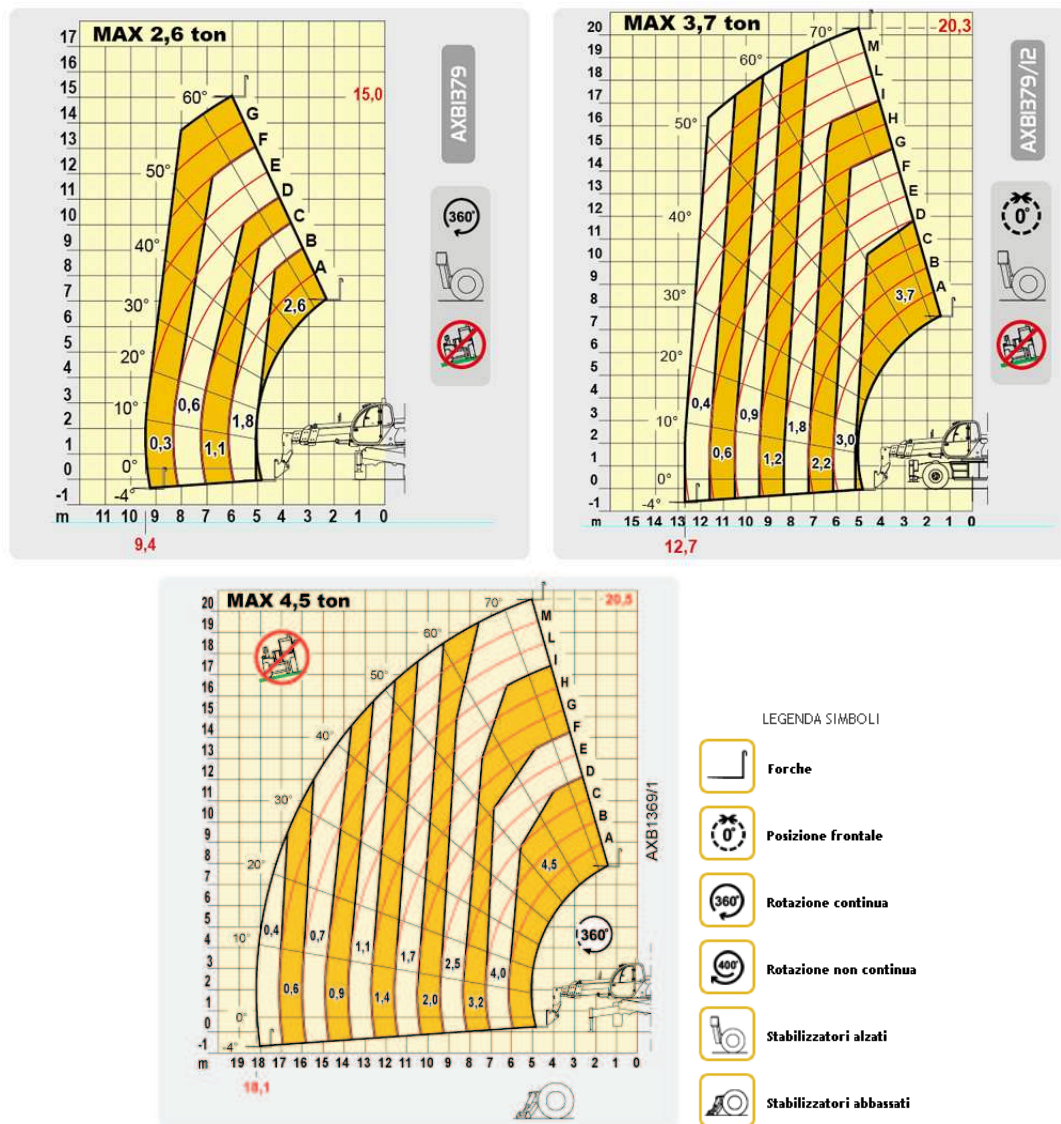 MAX 2,6 ton
17
16
15
14
13
12
11
10
9
8
7
6
5
4
3
2
1
0
-1
m 11 10 9 8 7 6 5 4 3 2 1 0
9,4
15,0
60°
50°
40°
30°
20°
10°
0°
-4°
G
F
E
D
C
B
A
2,6
1,8
1,1
0,6
0,3
AXB1379
360°
MAX 3,7 ton
20
19
18
17
16
15
14
13
12
11
10
9
8
7
6
5
4
3
2
1
0
-1
m 15 14 13 12 11 10 9 8 7 6 5 4 3 2 1 0
12,7
20,3
70°
60°
50°
40°
30°
20°
10°
0°
-4°
M
L
I
H
G
F
E
D
C
B
A
3,7
3,0
2,2
1,8
1,2
0,9
0,6
0,4
AXB1379/12
0°
MAX 4,5 ton
20
19
18
17
16
15
14
13
12
11
10
9
8
7
6
5
4
3
2
1
0
-1
m 19 18 17 16 15 14 13 12 11 10 9 8 7 6 5 4 3 2 1 0
18,1
20,5
70°
60°
50°
40°
30°
20°
10°
0°
-4°
M
L
I
H
G
F
E
D
C
B
A
4,5
4,0
3,2
2,5
2,0
1,7
1,4
1,1
0,9
0,7
0,6
0,4
360°
AXB1369/1
LEGENDA SIMBOLI
Forche
0° Posizione frontale
360° Rotazione continua
400° Rotazione non continua
Stabilizzatori alzati
Stabilizzatori abbassati